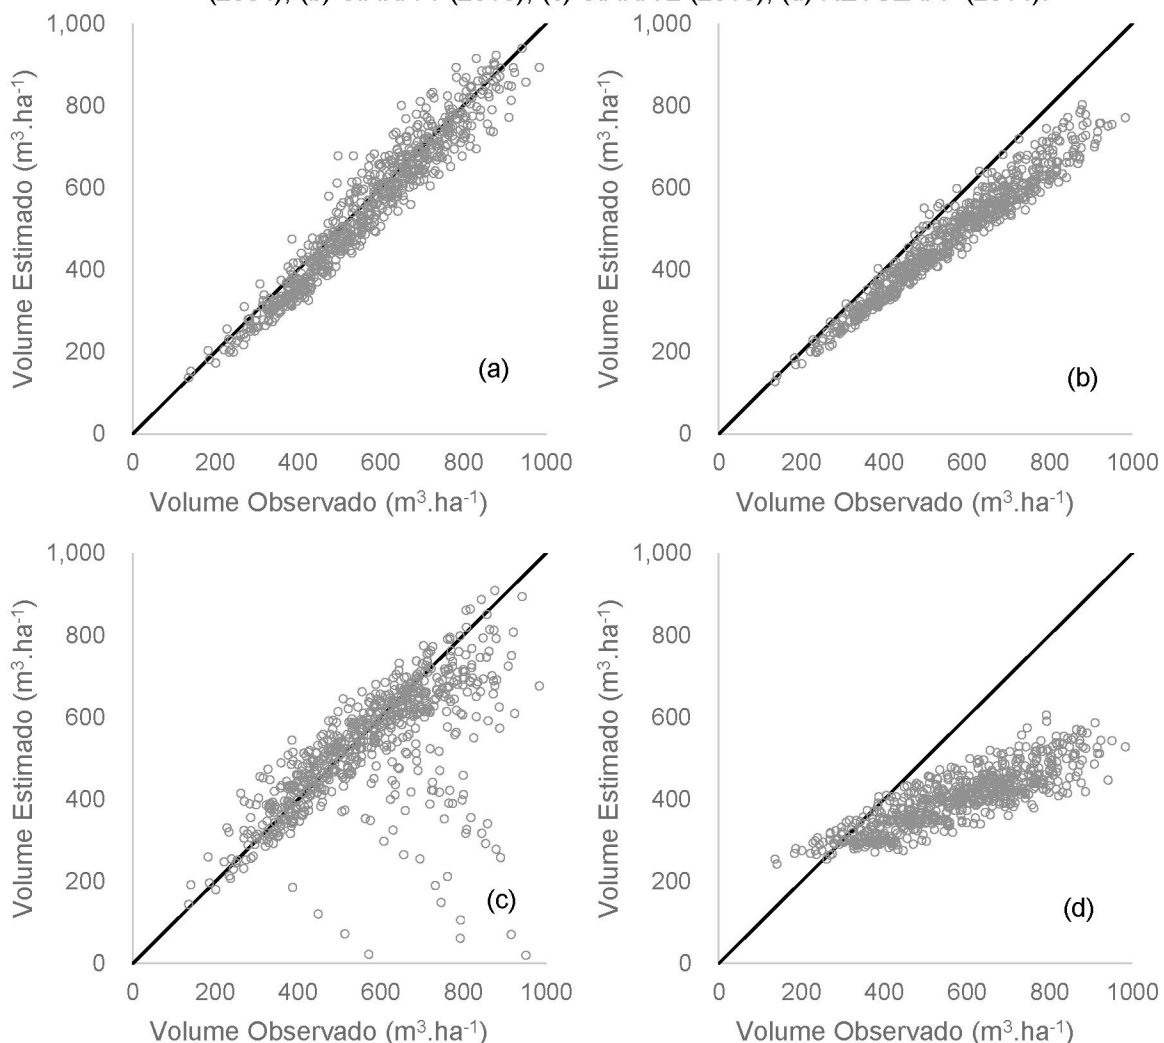 (b) (c) (d)
1,000
800
600
400
200
0
Volume Estimado (m³.ha⁻¹)
(a)
0 200 400 600 800 1000
Volume Observado (m³.ha⁻¹)
1,000
800
600
400
200
0
Volume Estimado (m³.ha⁻¹)
(b)
0 200 400 600 800 1000
Volume Observado (m³.ha⁻¹)
1,000
800
600
400
200
0
Volume Estimado (m³.ha⁻¹)
(c)
0 200 400 600 800 1000
Volume Observado (m³.ha⁻¹)
1,000
800
600
400
200
0
Volume Estimado (m³.ha⁻¹)
(d)
0 200 400 600 800 1000
Volume Observado (m³.ha⁻¹)